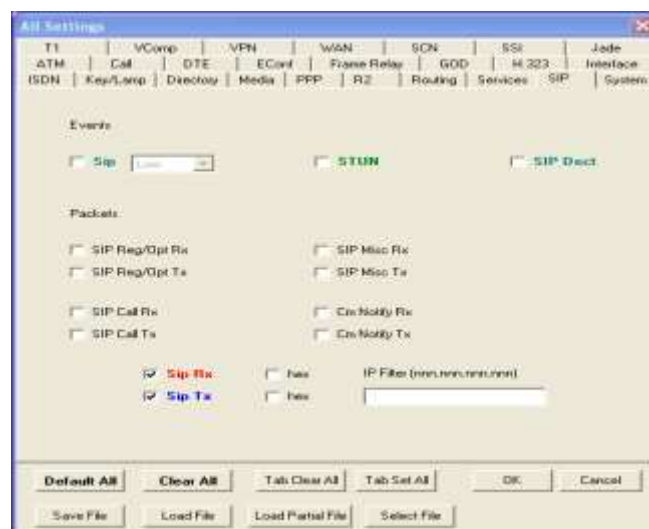 All Settings
T1 VComp VPN WAN SCN SSI Jade
ATM Call DTE EConf Frame Relay GOD H.323 Interface
ISDN Key/Lamp Directory Media PPP R2 Routing Services SIP System
Events
Sip STUN SIP Dect
Packets
SIP Reg/Opt Rx SIP Misc Rx
SIP Reg/Opt Tx SIP Misc Tx
SIP Call Rx Cm Notify Rx
SIP Call Tx Cm Notify Tx
Sip Rx hex IP Filter (nnn.nnn.nnn.nnn)
Sip Tx hex
Default All Clear All Tab Clear All Tab Set All OK Cancel
Save File Load File Load Partial File Select File